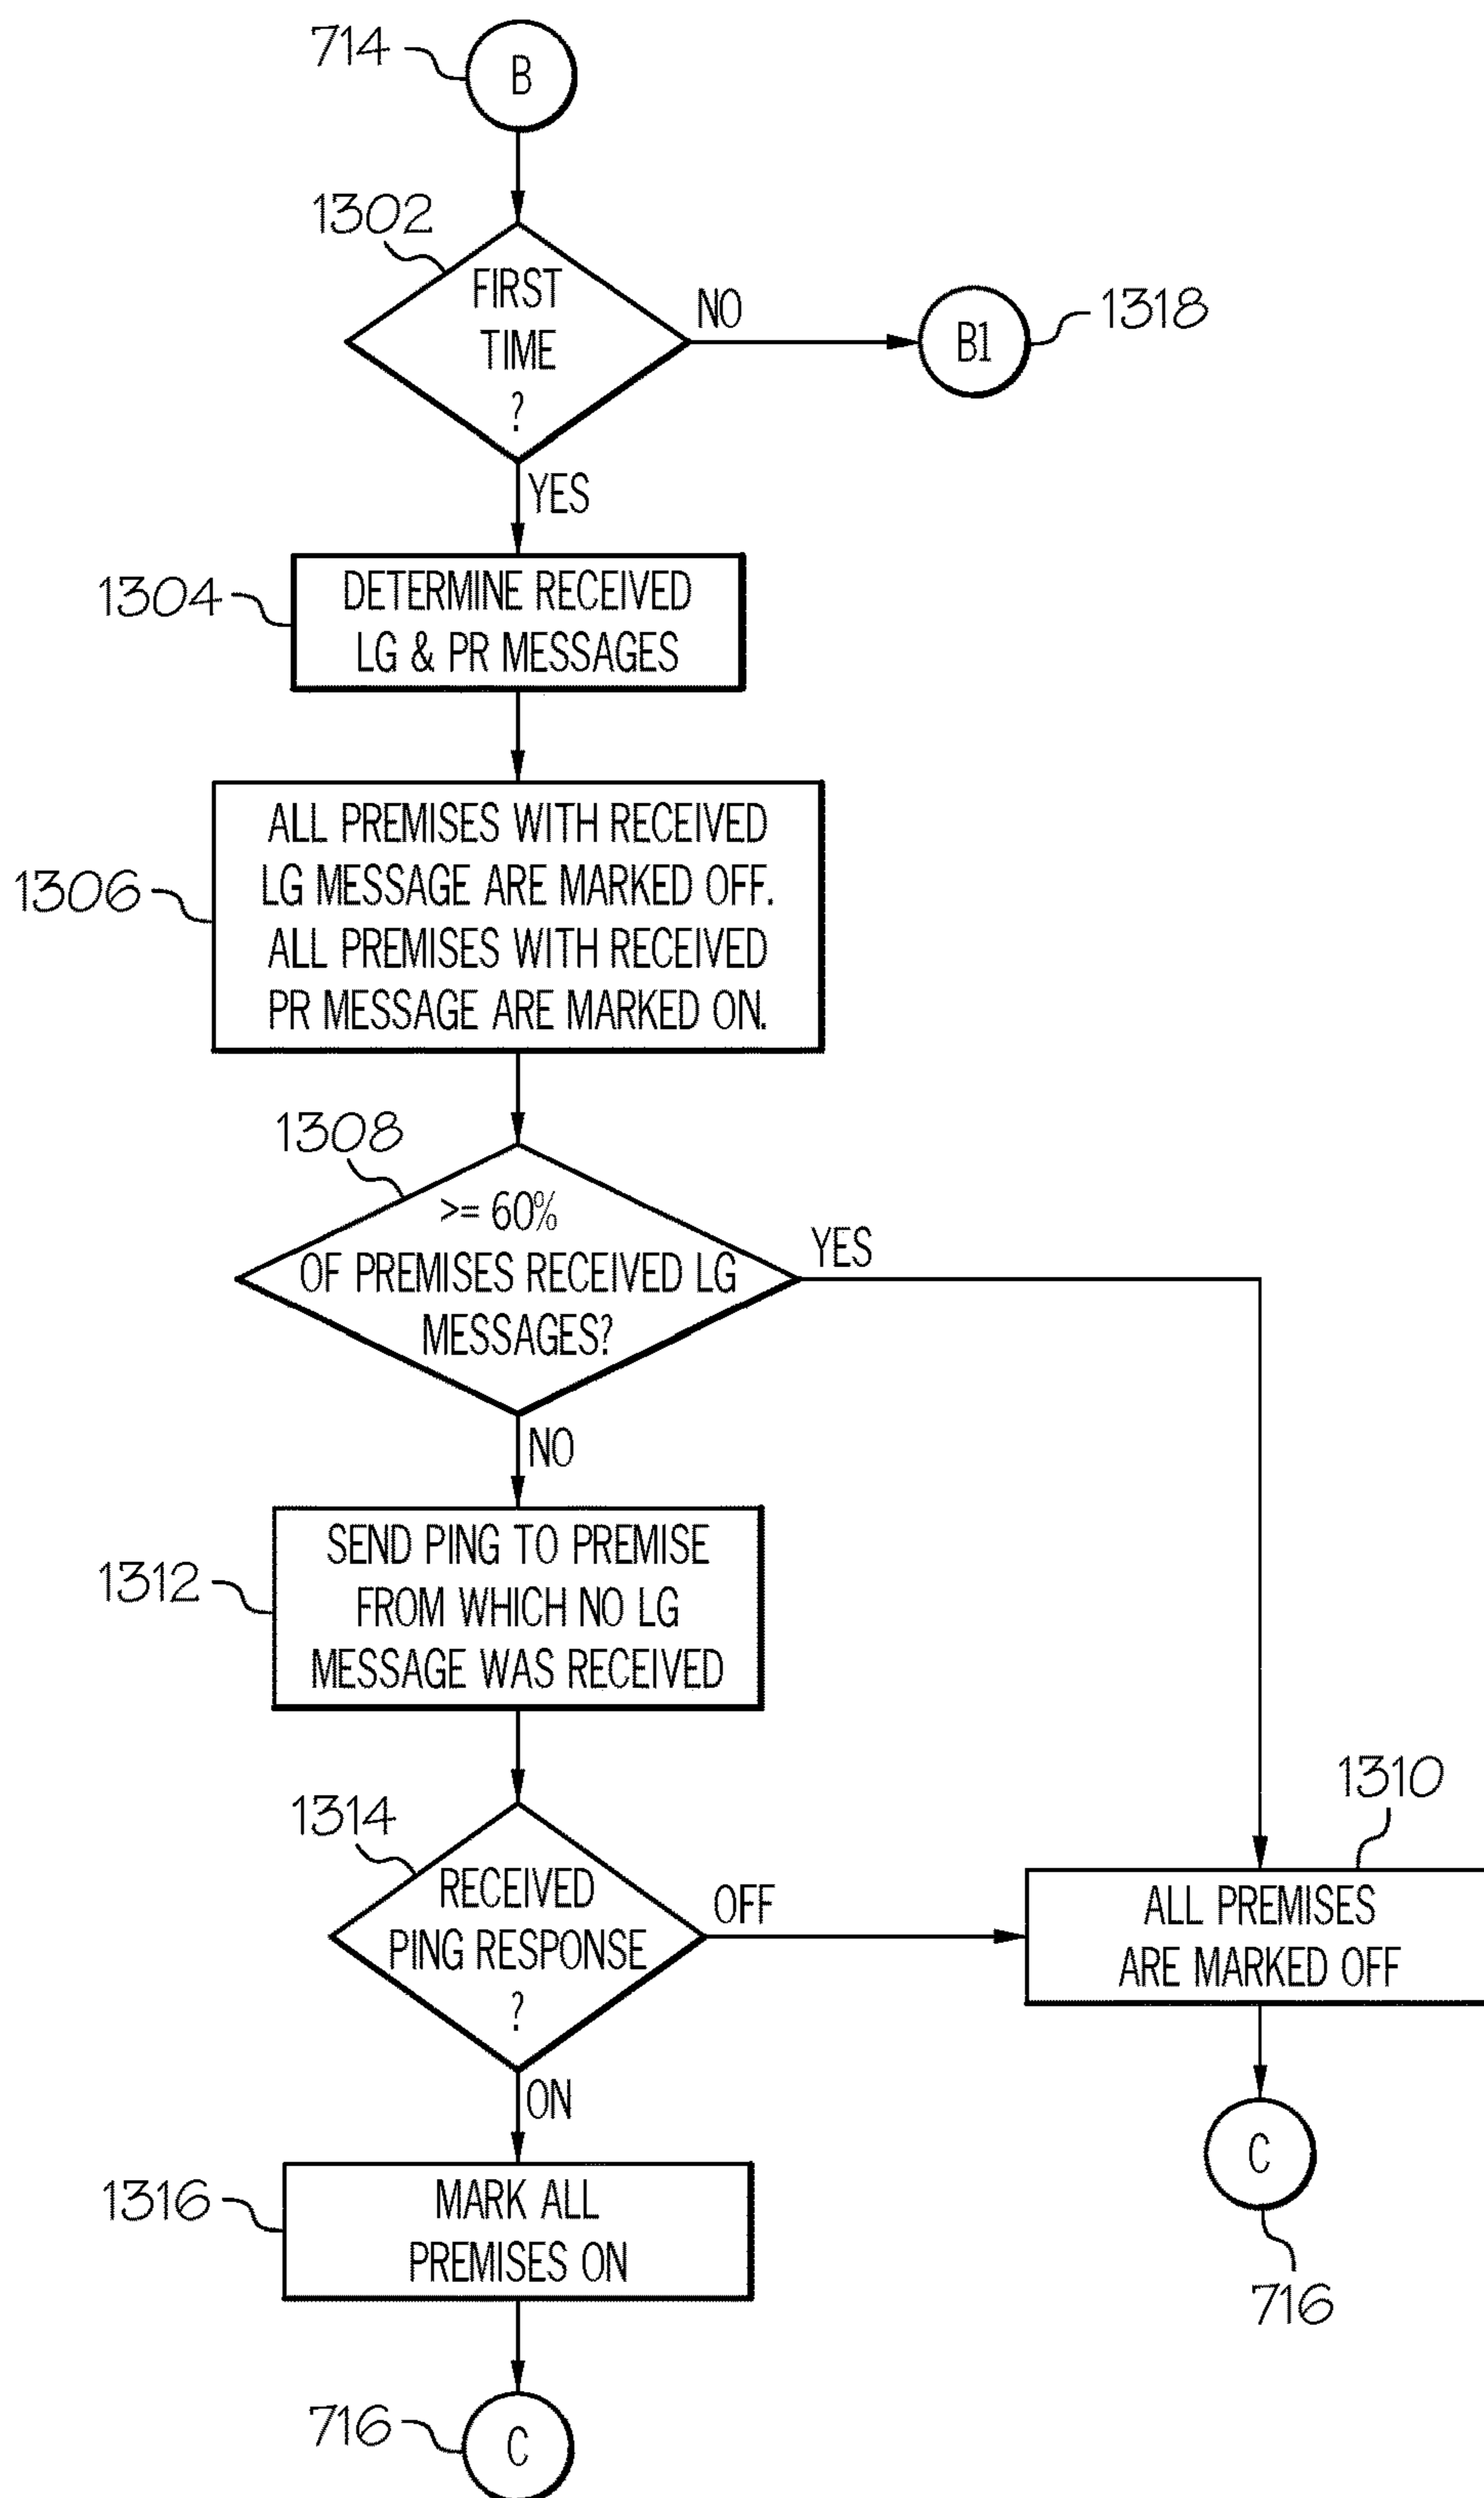 714
B
1302
FIRST
TIME
?
NO
B1
1318
YES
1304
DETERMINE RECEIVED
LG & PR MESSAGES
1306
ALL PREMISES WITH RECEIVED
LG MESSAGE ARE MARKED OFF.
ALL PREMISES WITH RECEIVED
PR MESSAGE ARE MARKED ON.
1308
>= 60%
OF PREMISES RECEIVED LG
MESSAGES?
YES
NO
1312
SEND PING TO PREMISE
FROM WHICH NO LG
MESSAGE WAS RECEIVED
1314
RECEIVED
PING RESPONSE
?
OFF
1310
ALL PREMISES
ARE MARKED OFF
ON
C
716
1316
MARK ALL
PREMISES ON
716
C